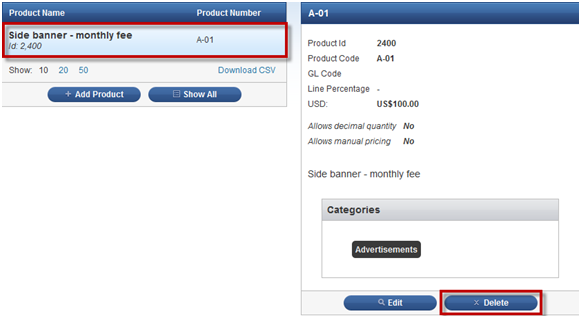 Product Name Product Number
Side banner - monthly fee
A-01
Id: 2,400
Show: 10 20 50 Download CSV
+ Add Product Show All
A-01
Product Id 2400
Product Code A-01
GL Code
Line Percentage -
USD: US$100.00
Allows decimal quantity No
Allows manual pricing No
Side banner - monthly fee
Categories
Advertisements
Edit X Delete